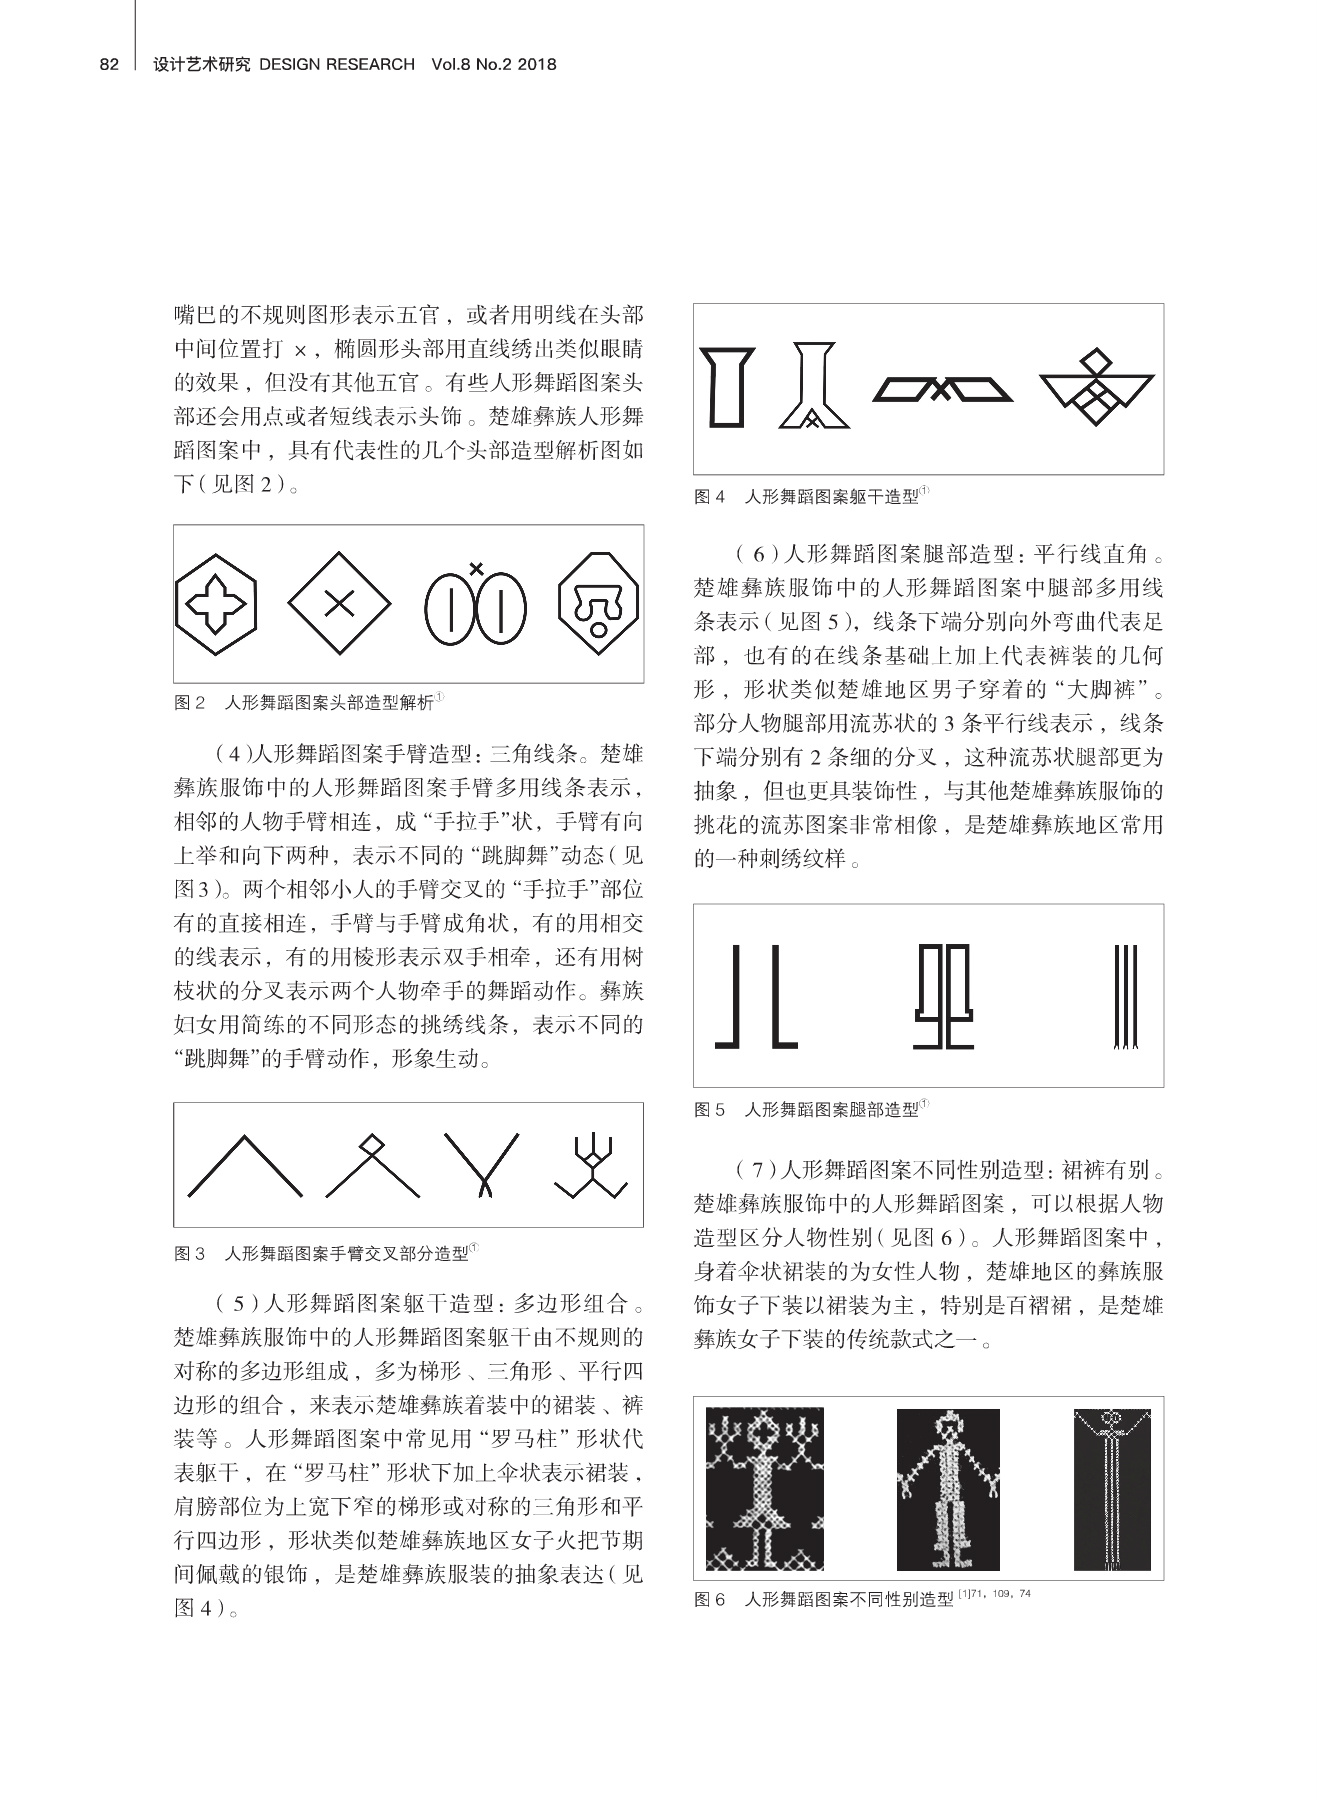 82 设计艺术研究 DESIGN RESEARCH Vol.8 No.2 2018
嘴巴的不规则图形表示五官，或者用明线在头部
中间位置打 ×，椭圆形头部用直线绣出类似眼睛
的效果，但没有其他五官。有些人形舞蹈图案头
部还会用点或者短线表示头饰。楚雄彝族人形舞
蹈图案中，具有代表性的几个头部造型解析图如
下（见图 2）。
图 2 人形舞蹈图案头部造型解析①
（4）人形舞蹈图案手臂造型：三角线条。楚雄
彝族服饰中的人形舞蹈图案手臂多用线条表示，
相邻的人物手臂相连，成“手拉手”状，手臂有向
上举和向下两种，表示不同的“跳脚舞”动态（见
图3）。两个相邻小人的手臂交叉的“手拉手”部位
有的直接相连，手臂与手臂成角状，有的用相交
的线表示，有的用棱形表示双手相牵，还有用树
枝状的分叉表示两个人物牵手的舞蹈动作。彝族
妇女用简练的不同形态的挑绣线条，表示不同的
“跳脚舞”的手臂动作，形象生动。
图 3 人形舞蹈图案手臂交叉部分造型①
（5）人形舞蹈图案躯干造型：多边形组合。
楚雄彝族服饰中的人形舞蹈图案躯干由不规则的
对称的多边形组成，多为梯形、三角形、平行四
边形的组合，来表示楚雄彝族着装中的裙装、裤
装等。人形舞蹈图案中常见用“罗马柱”形状代
表躯干，在“罗马柱”形状下加上伞状表示裙装，
肩膀部位为上宽下窄的梯形或对称的三角形和平
行四边形，形状类似楚雄彝族地区女子火把节期
间佩戴的银饰，是楚雄彝族服装的抽象表达（见
图 4）。
图 4 人形舞蹈图案躯干造型①
（6）人形舞蹈图案腿部造型：平行线直角。
楚雄彝族服饰中的人形舞蹈图案中腿部多用线
条表示（见图 5），线条下端分别向外弯曲代表足
部，也有的在线条基础上加上代表裤装的几何
形，形状类似楚雄地区男子穿着的“大脚裤”。
部分人物腿部用流苏状的 3 条平行线表示，线条
下端分别有 2 条细的分叉，这种流苏状腿部更为
抽象，但也更具装饰性，与其他楚雄彝族服饰的
挑花的流苏图案非常相像，是楚雄彝族地区常用
的一种刺绣纹样。
图 5 人形舞蹈图案腿部造型①
（7）人形舞蹈图案不同性别造型：裙裤有别。
楚雄彝族服饰中的人形舞蹈图案，可以根据人物
造型区分人物性别（见图 6）。人形舞蹈图案中，
身着伞状裙装的为女性人物，楚雄地区的彝族服
饰女子下装以裙装为主，特别是百褶裙，是楚雄
彝族女子下装的传统款式之一。
图 6 人形舞蹈图案不同性别造型 [1]71，109，74